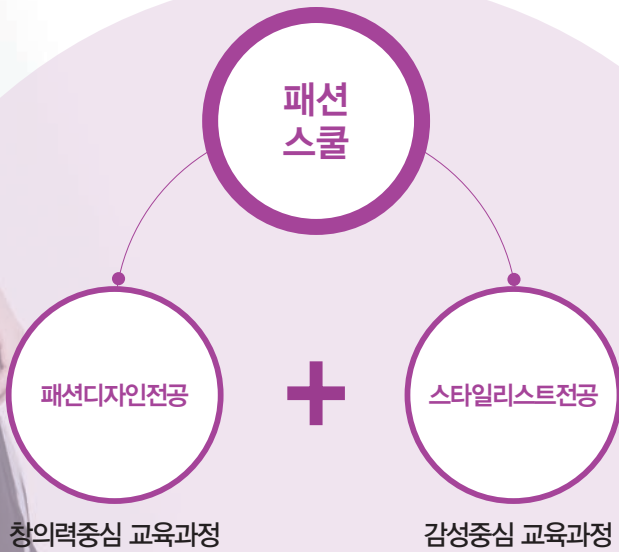 패션
스쿨
패션디자인전공
+
스타일리스트전공
창의력중심 교육과정
감성중심 교육과정